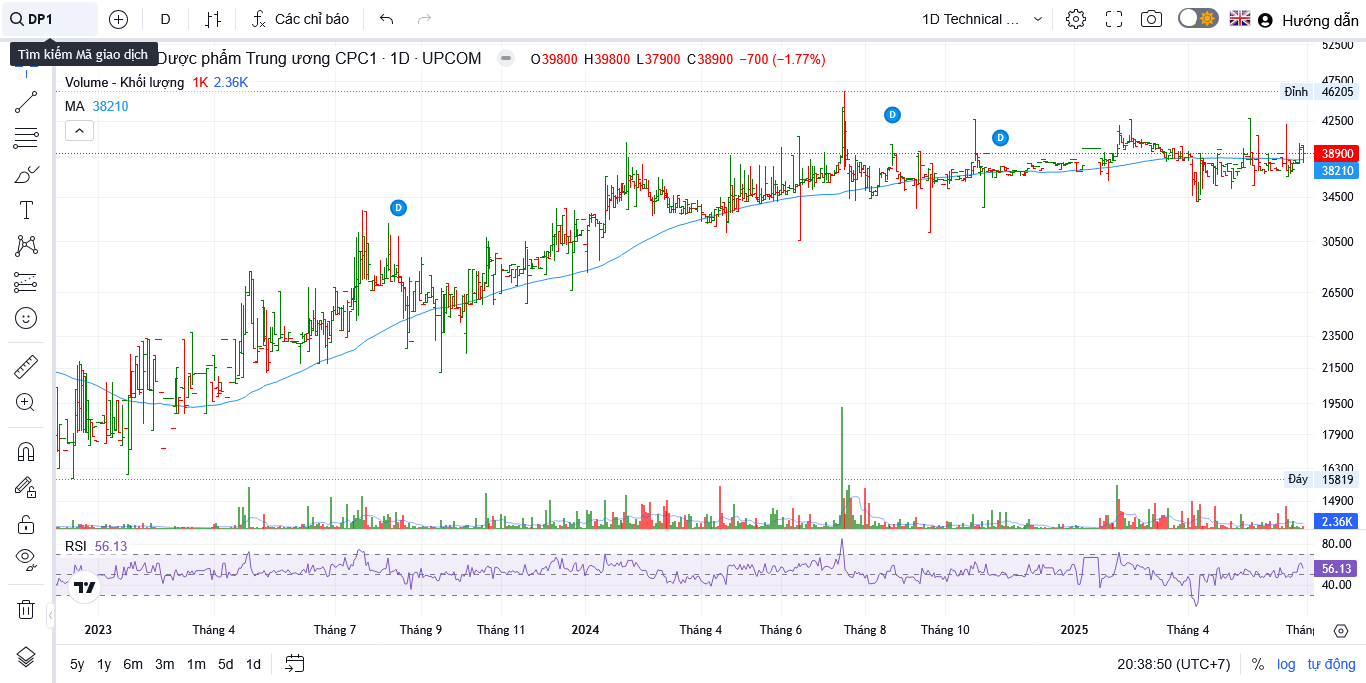 DP1
D
Các chỉ báo
1D Technical ...
Hướng dẫn
Tìm kiếm Mã giao dịch
Dược phẩm Trung ương CPC1 · 1D · UPCOM
O39800 H39800 L37900 C38900 −700 (−1.77%)
Volume - Khối lượng 1K 2.36K
MA 38210
D
D
D
52500
47500
Đỉnh 46205
42500
38900
38210
34500
30500
26500
23500
21500
19500
17900
16300
Đáy 15819
14900
2.36K
RSI 56.13
80.00
56.13
40.00
2023
Tháng 4
Tháng 7
Tháng 9
Tháng 11
2024
Tháng 4
Tháng 6
Tháng 8
Tháng 10
2025
Tháng 4
Tháng
5y 1y 6m 3m 1m 5d 1d
20:38:50 (UTC+7)
% log tự động